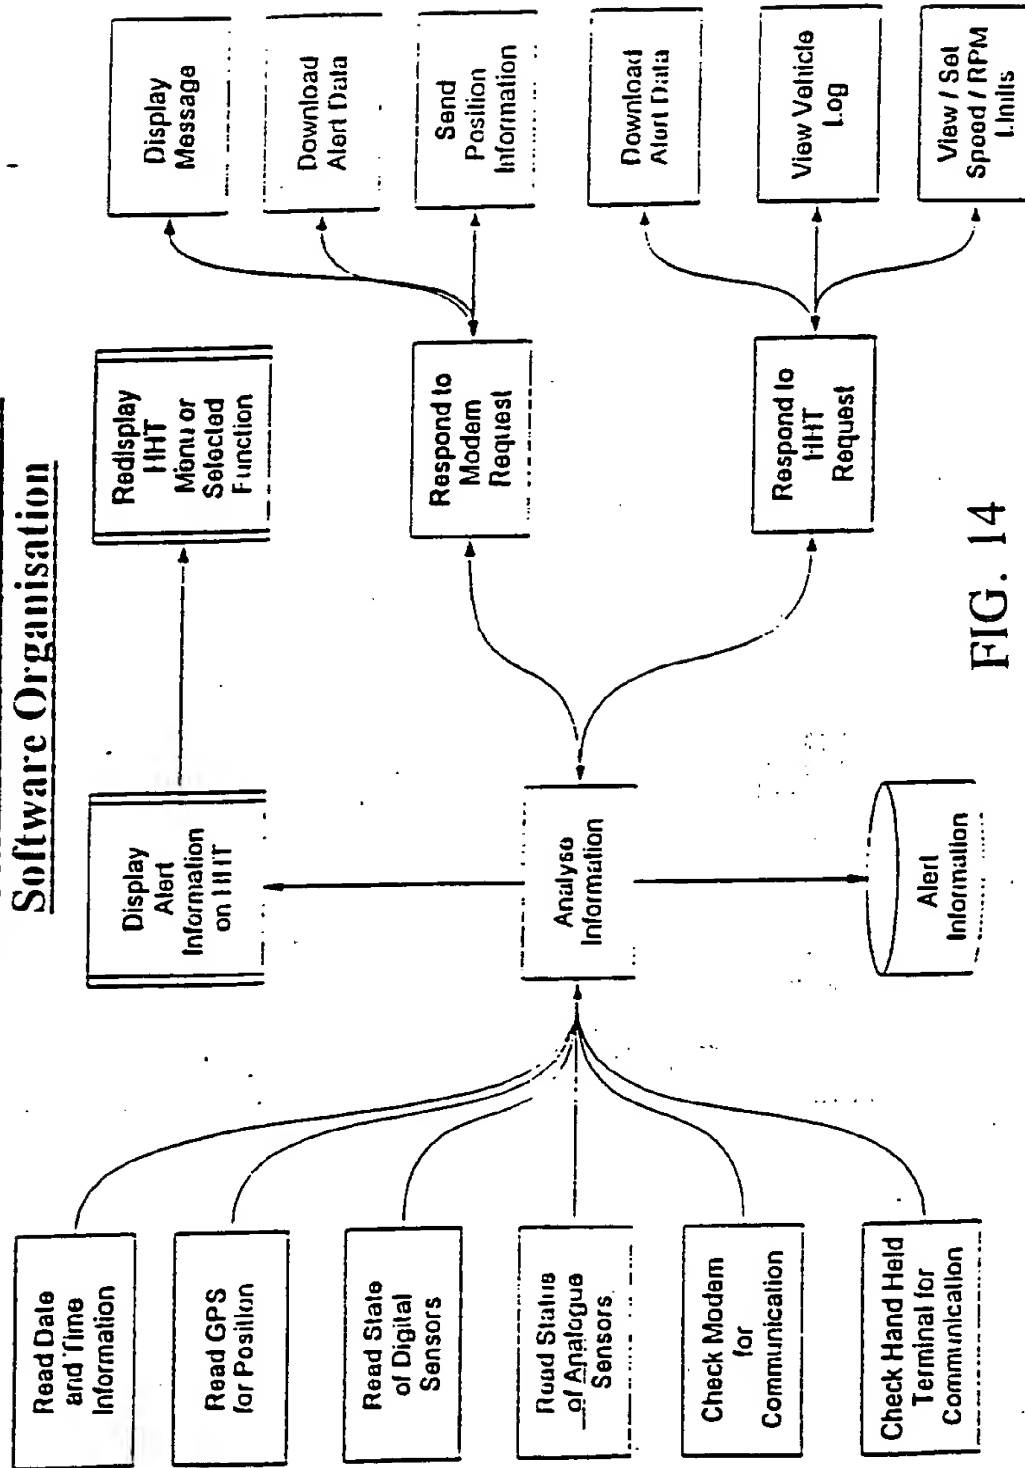 Software Organisation
Read Date
and Time
Information
Read GPS
for Position
Read State
of Digital
Sensors
Read Status
of Analogue
Sensors
Check Modem
for
Communication
Check Hand Held
Terminal for
Communication
Display
Alert
Information
on HHT
Analyse
Information
Alert
Information
Redisplay
HHT
Menu or
Selected
Function
Respond to
Modem
Request
Respond to
HHT
Request
Display
Message
Download
Alert Data
Send
Position
Information
Download
Alert Data
View Vehicle
Log
View / Set
Speed / RPM
Limits
FIG. 14